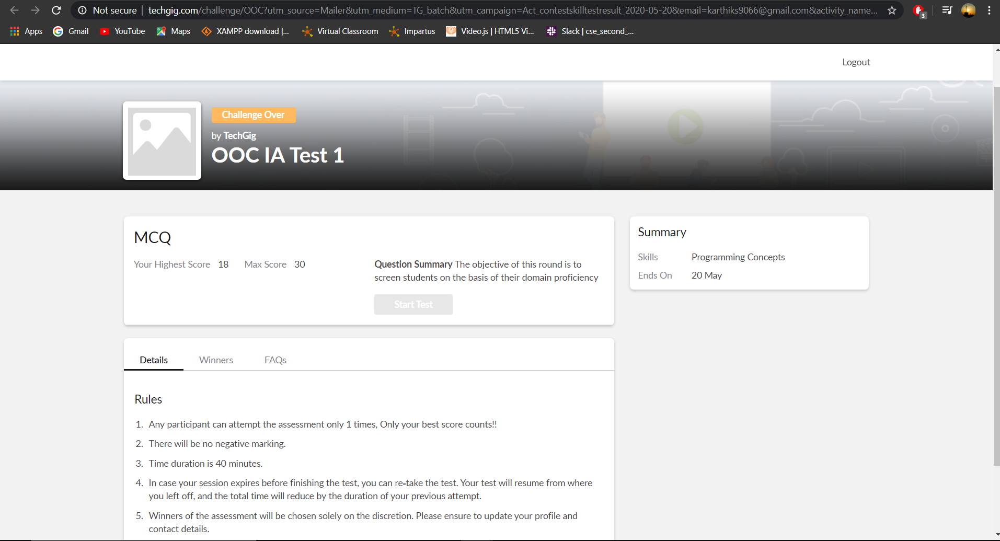 Not secure | techgig.com/challenge/OOC?utm_source=Mailer&utm_medium=TG_batch&utm_campaign=Act_contestskilltestresult_2020-05-20&email=karthiks9066@gmail.com&activity_name...
3
Apps Gmail YouTube Maps XAMPP download |... Virtual Classroom Impartus Video.js | HTML5 Vi... Slack | cse_second_...
Logout
Challenge Over
by TechGig
OOC IA Test 1
MCQ
Your Highest Score 18 Max Score 30
Question Summary The objective of this round is to
screen students on the basis of their domain proficiency
Start Test
Summary
Skills Programming Concepts
Ends On 20 May
Details Winners FAQs
Rules
1. Any participant can attempt the assessment only 1 times, Only your best score counts!!
2. There will be no negative marking.
3. Time duration is 40 minutes.
4. In case your session expires before finishing the test, you can re-take the test. Your test will resume from where
you left off, and the total time will reduce by the duration of your previous attempt.
5. Winners of the assessment will be chosen solely on the discretion. Please ensure to update your profile and
contact details.